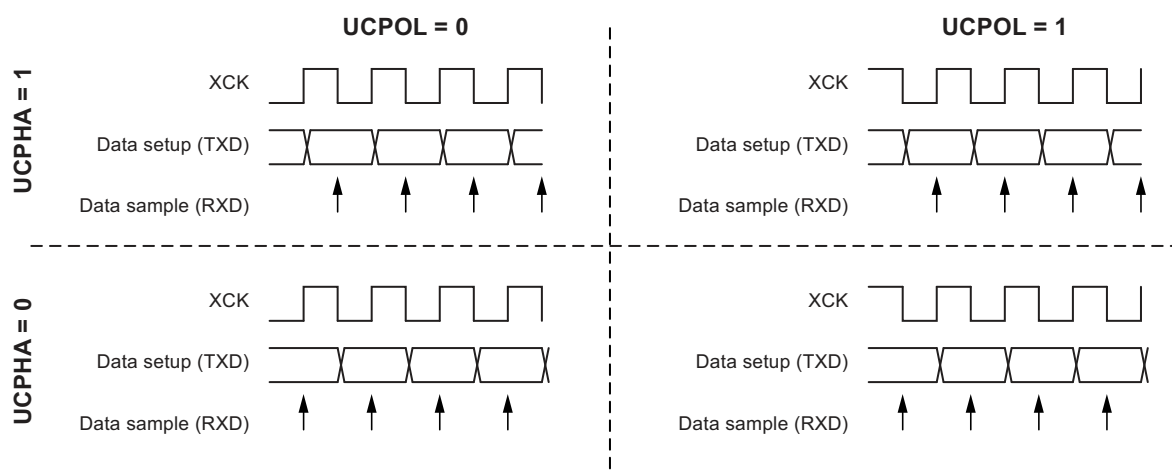 UCPOL = 0
UCPOL = 1
UCPHA = 1
XCK
Data setup (TXD)
Data sample (RXD)
XCK
Data setup (TXD)
Data sample (RXD)
UCPHA = 0
XCK
Data setup (TXD)
Data sample (RXD)
XCK
Data setup (TXD)
Data sample (RXD)